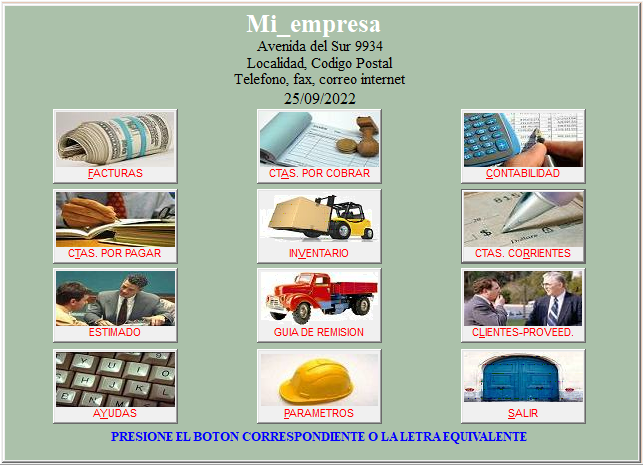 Mi_empresa
Avenida del Sur 9934
Localidad, Codigo Postal
Telefono, fax, correo internet
25/09/2022
FACTURAS
CTAS. POR COBRAR
CONTABILIDAD
CTAS. POR PAGAR
INVENTARIO
$
Dollars
CTAS. CORRIENTES
ESTIMADO
GUIA DE REMISION
CLIENTES-PROVEED.
Y U I O
H J K L
AYUDAS
PARAMETROS
SALIR
PRESIONE EL BOTON CORRESPONDIENTE O LA LETRA EQUIVALENTE